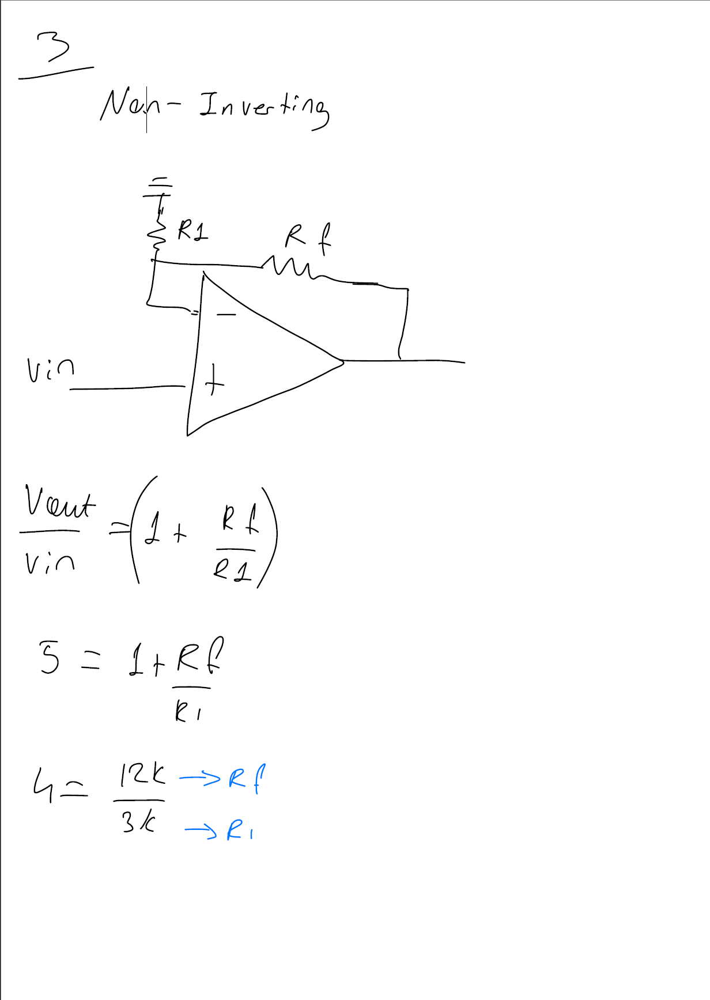 3
Non-Inverting
R1
Rf
-
Vin
+
Vout
= (1 + Rf
Vin
R1)
5 = 1 + Rf
R1
4 = 12k → Rf
3k → R1